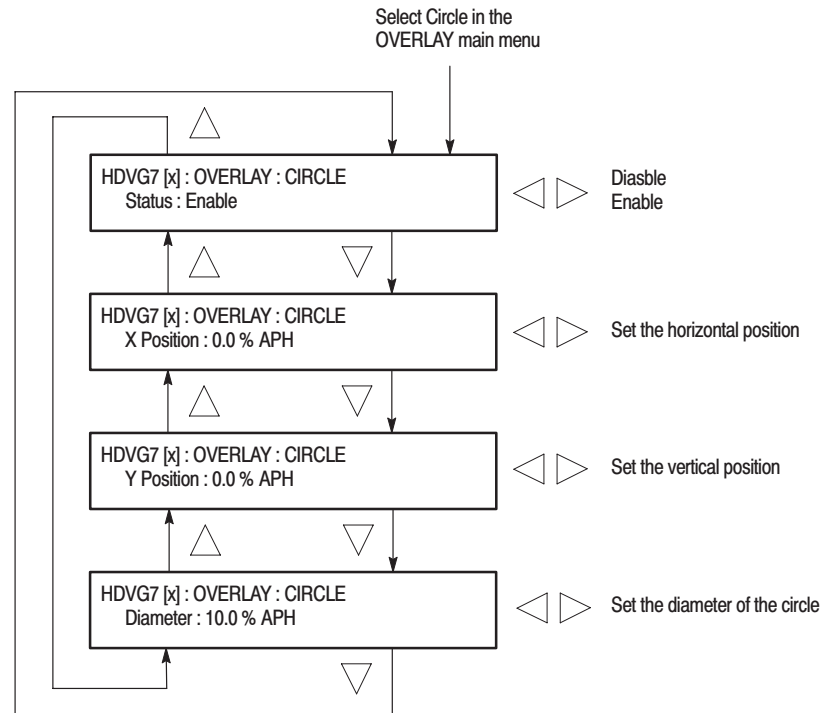 Select Circle in the
OVERLAY main menu
HDVG7 [x] : OVERLAY : CIRCLE
Status : Enable
Diasble
Enable
HDVG7 [x] : OVERLAY : CIRCLE
X Position : 0.0 % APH
Set the horizontal position
HDVG7 [x] : OVERLAY : CIRCLE
Y Position : 0.0 % APH
Set the vertical position
HDVG7 [x] : OVERLAY : CIRCLE
Diameter : 10.0 % APH
Set the diameter of the circle